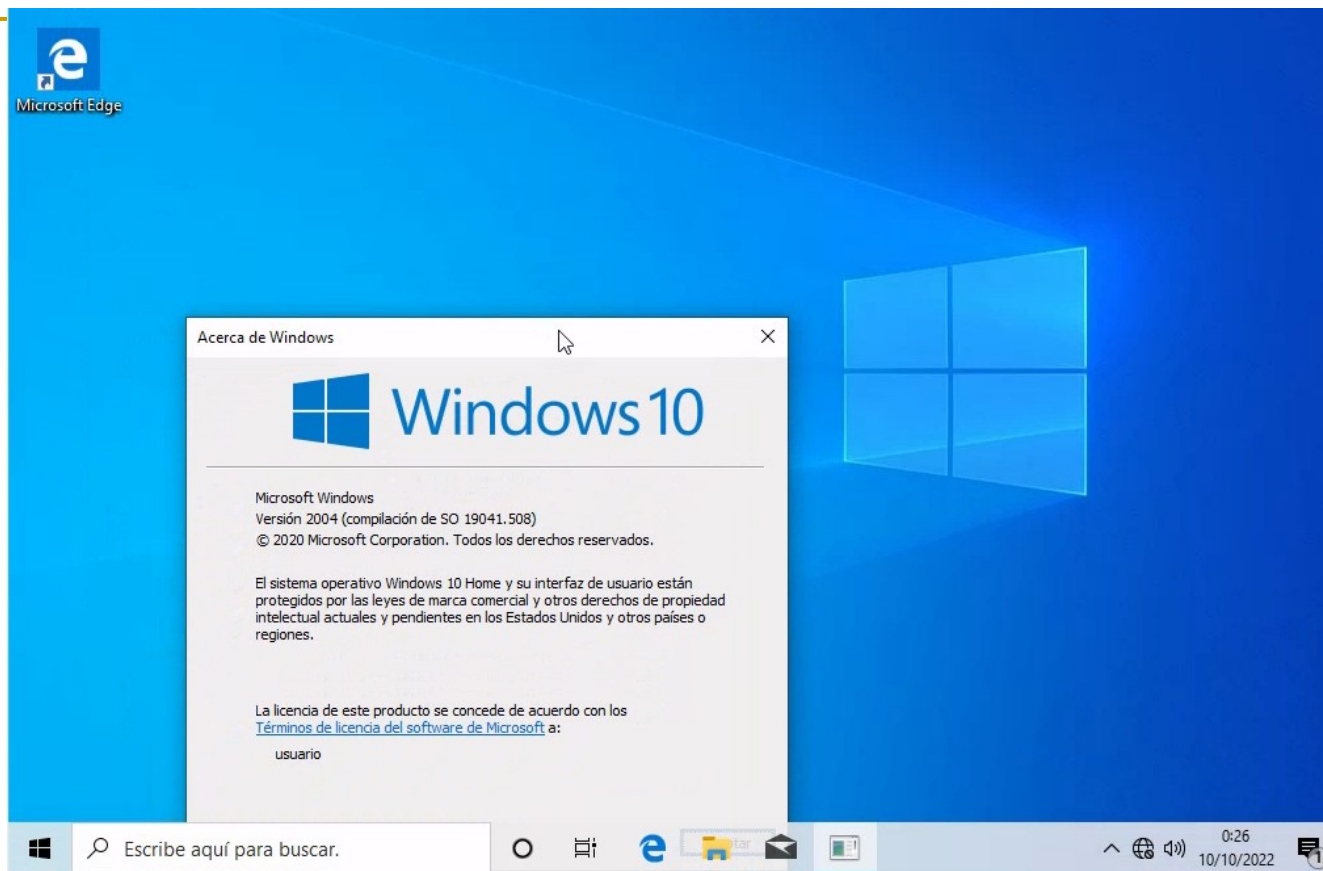 Microsoft Edge
Acerca de Windows
Windows 10
Microsoft Windows
Versión 2004 (compilación de SO 19041.508)
© 2020 Microsoft Corporation. Todos los derechos reservados.
El sistema operativo Windows 10 Home y su interfaz de usuario están
protegidos por las leyes de marca comercial y otros derechos de propiedad
intelectual actuales y pendientes en los Estados Unidos y otros países o
regiones.
La licencia de este producto se concede de acuerdo con los
Términos de licencia del software de Microsoft a:
usuario
Escribe aquí para buscar.
0:26
10/10/2022
1